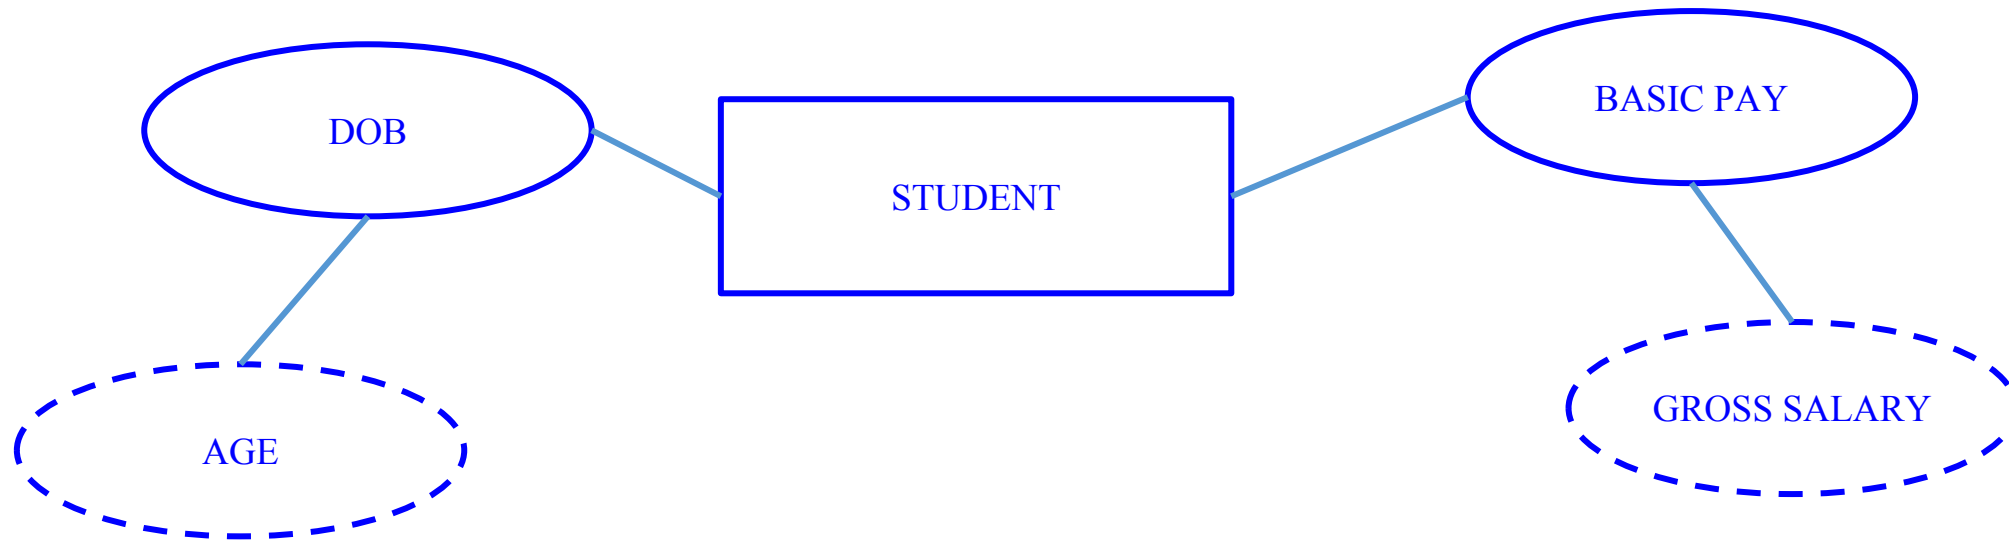 BASIC PAY
DOB
STUDENT
GROSS SALARY
AGE